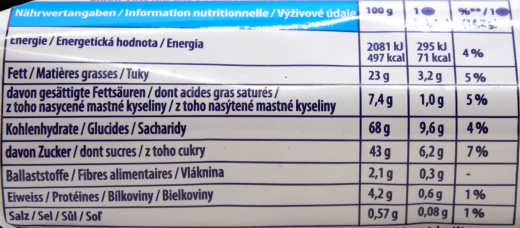 Nährwertangaben / Information nutritionnelle / Výživové údaje 100 g 1 %**/1
Energie / Energetická hodnota / Energia 2081 kJ 497 kcal 295 kJ 71 kcal 4%
Fett / Matières grasses / Tuky 23 g 3,2 g 5%
davon gesättigte Fettsäuren / dont acides gras saturés /
z toho nasycené mastné kyseliny / z toho nasýtené mastné kyseliny 7,4 g 1,0 g 5%
Kohlenhydrate / Glucides / Sacharidy 68 g 9,6 g 4%
davon Zucker / dont sucres / z toho cukry 43 g 6,2 g 7%
Ballaststoffe / Fibres alimentaires / Vláknina 2,1 g 0,3 g -
Eiweiss / Protéines / Bílkoviny / Bielkoviny 4,2 g 0,6 g 1%
Salz / Sel / Sůl / Soľ 0,57 g 0,08 g 1%